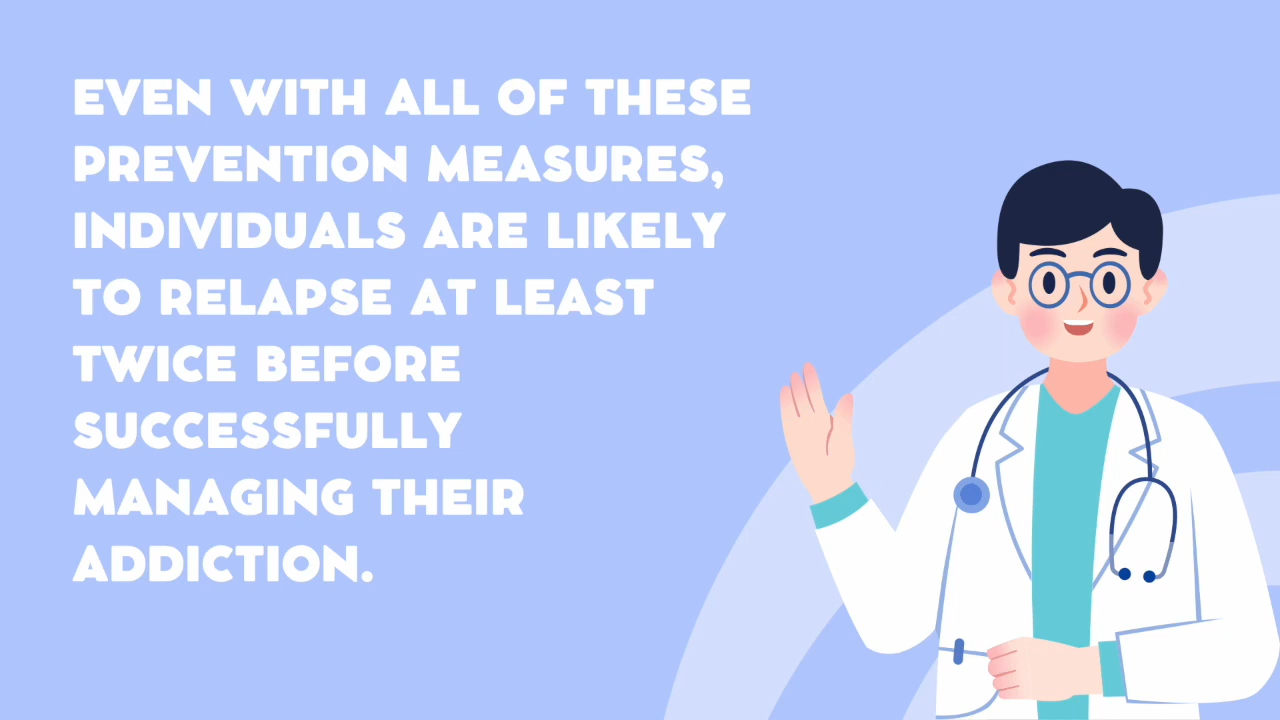 EVEN WITH ALL OF THESE
PREVENTION MEASURES,
INDIVIDUALS ARE LIKELY
TO RELAPSE AT LEAST
TWICE BEFORE
SUCCESSFULLY
MANAGING THEIR
ADDICTION.